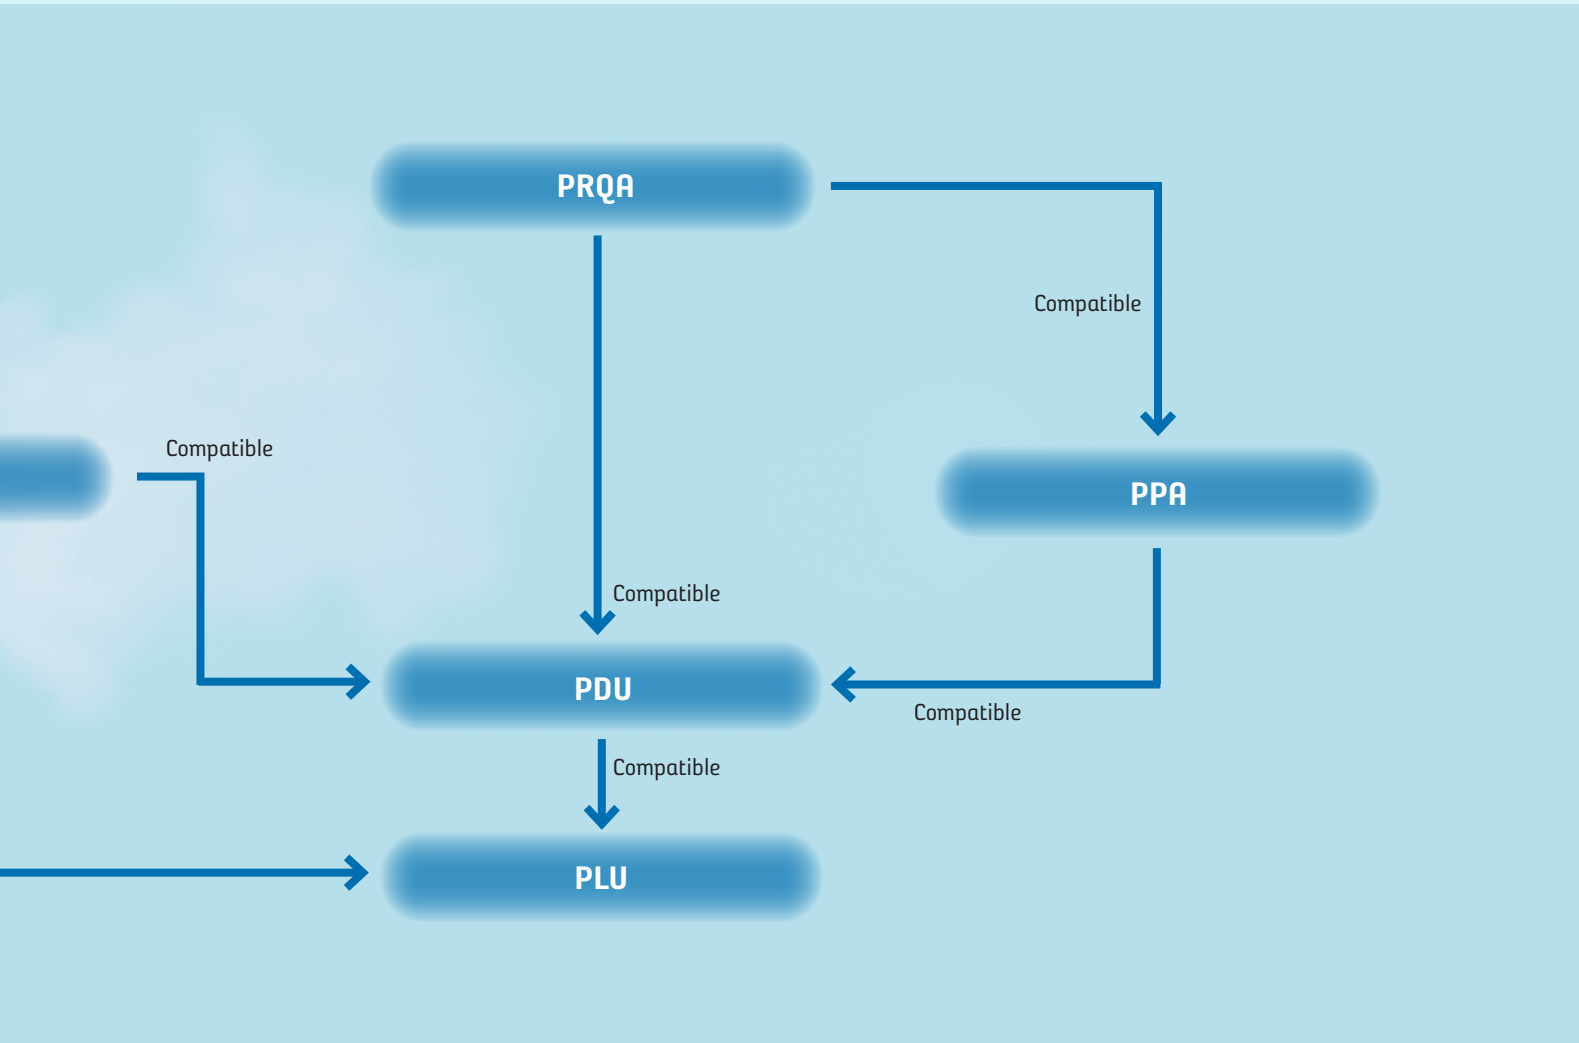 PRQA
Compatible
Compatible
PPA
Compatible
PDU
Compatible
Compatible
PLU